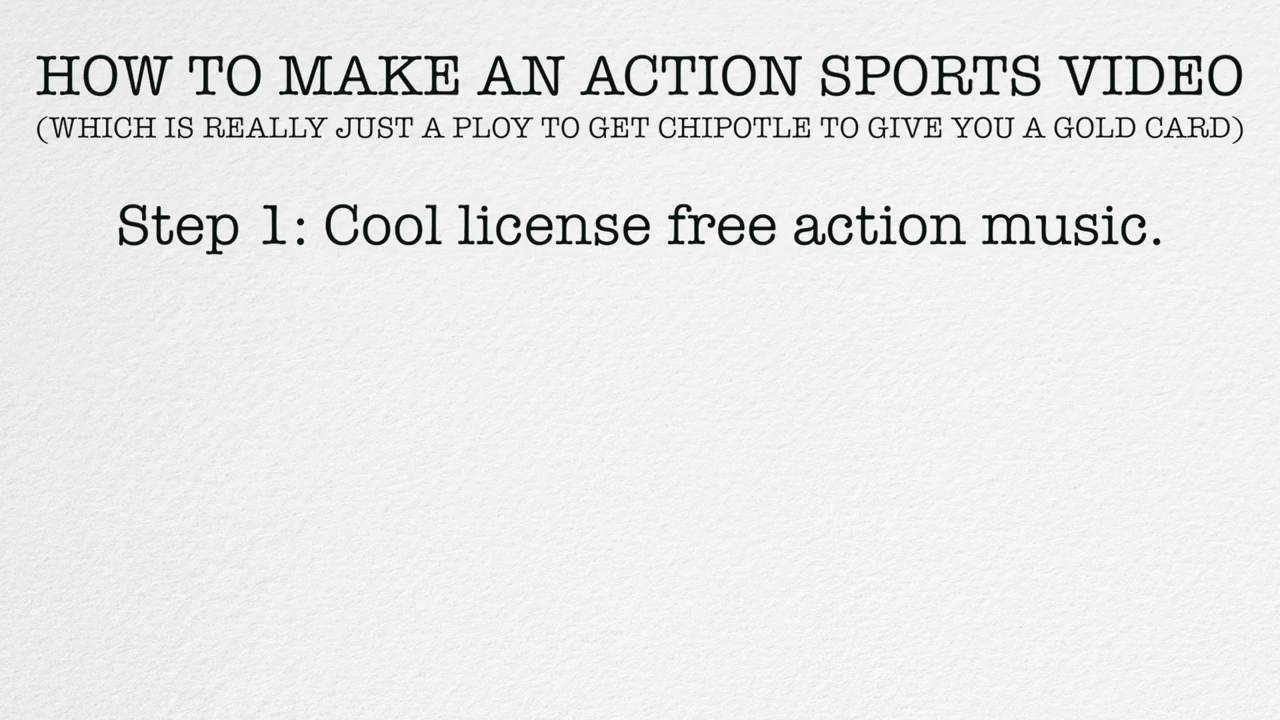 HOW TO MAKE AN ACTION SPORTS VIDEO
(WHICH IS REALLY JUST A PLOY TO GET CHIPOTLE TO GIVE YOU A GOLD CARD)
Step 1: Cool license free action music.